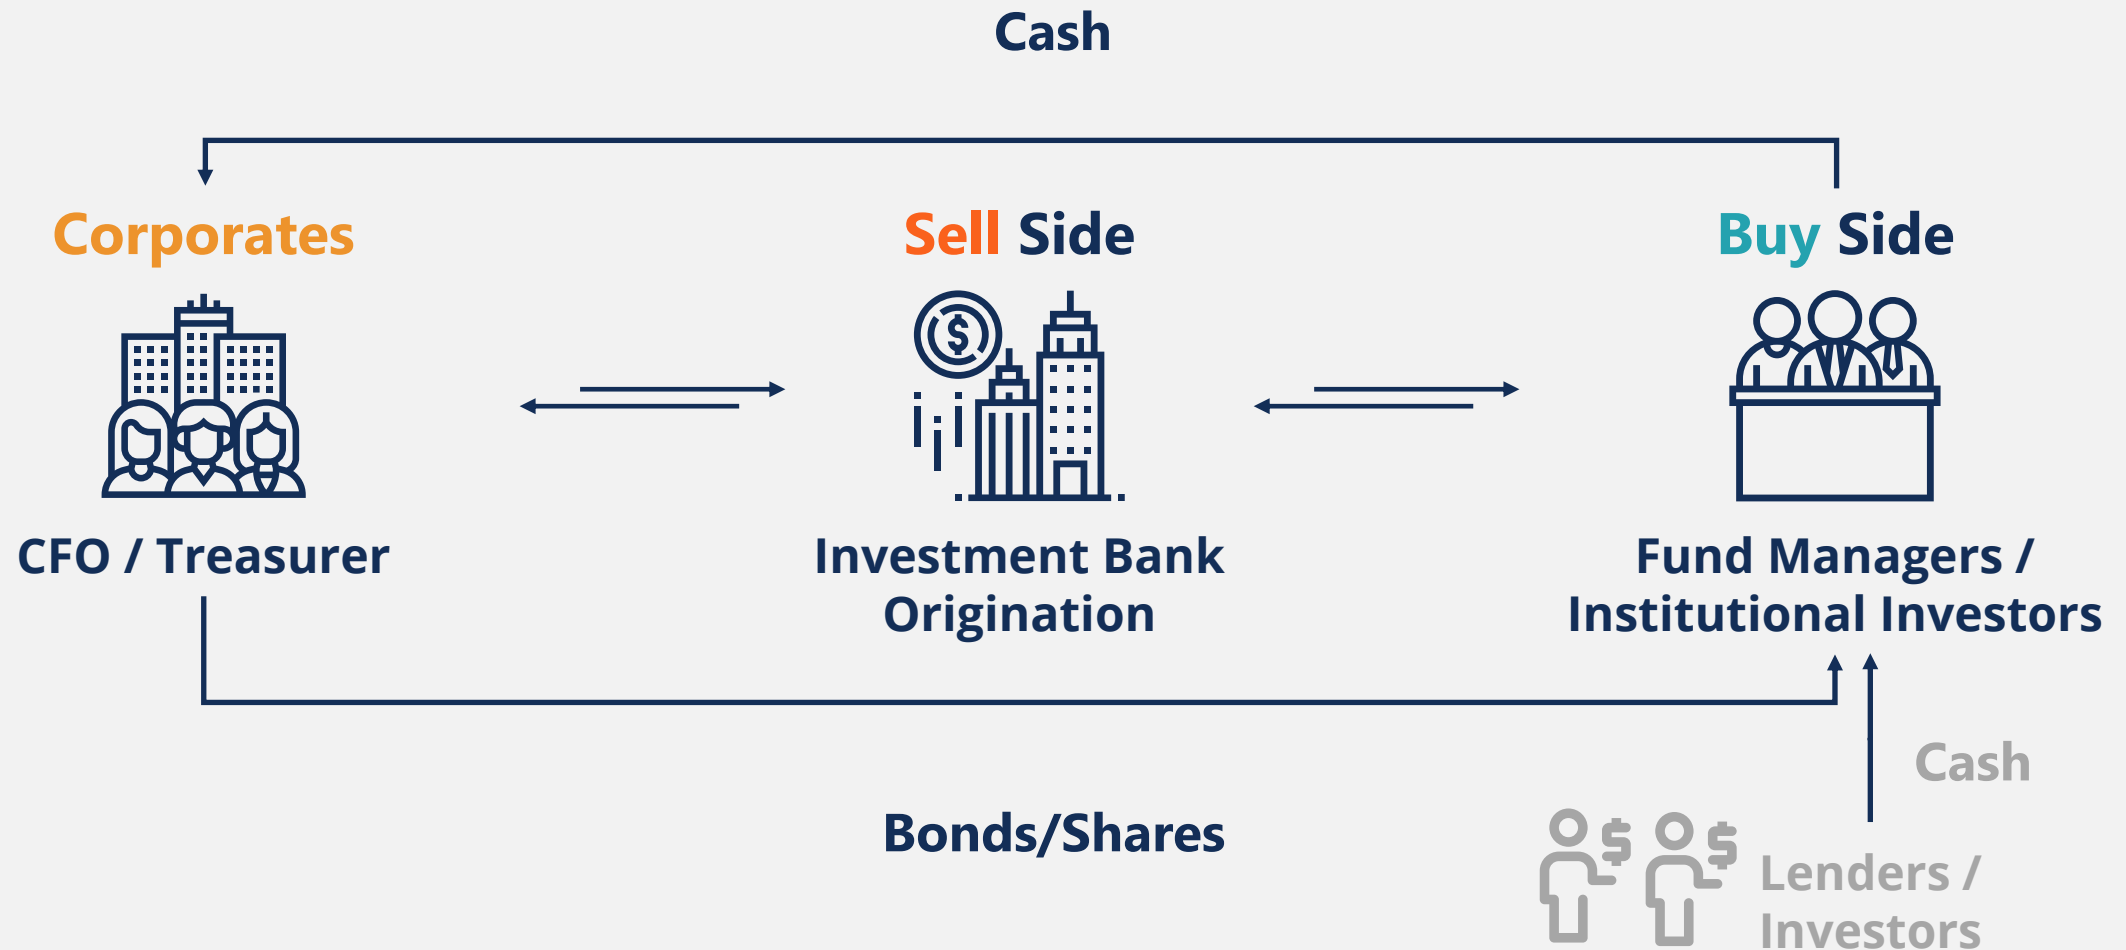 Cash
Corporates
Sell Side
Buy Side
$
CFO / Treasurer
Investment Bank
Origination
Fund Managers /
Institutional Investors
Cash
Bonds/Shares
$ $
Lenders /
Investors